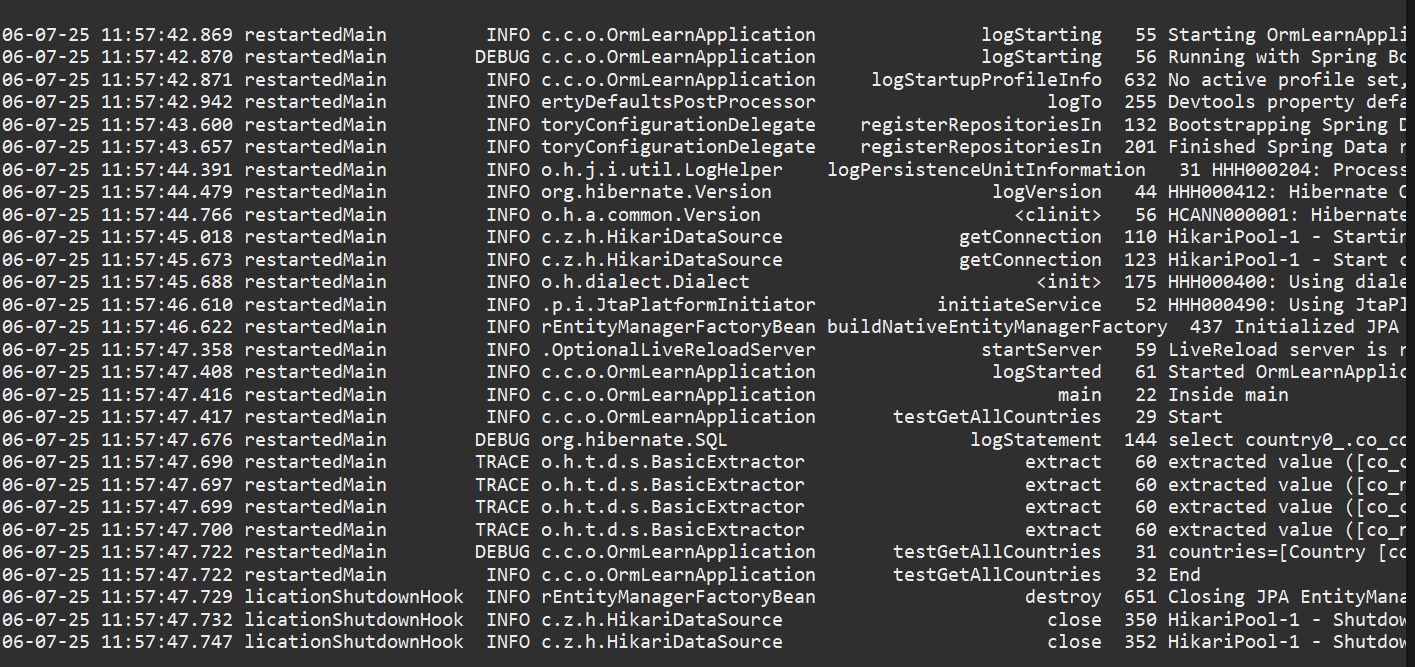 06-07-25 11:57:42.869 restartedMain INFO c.c.o.OrmLearnApplication logStarting 55 Starting OrmLearnAppli
06-07-25 11:57:42.870 restartedMain DEBUG c.c.o.OrmLearnApplication logStarting 56 Running with Spring Bo
06-07-25 11:57:42.871 restartedMain INFO c.c.o.OrmLearnApplication logStartupProfileInfo 632 No active profile set,
06-07-25 11:57:42.942 restartedMain INFO ertyDefaultsPostProcessor logTo 255 Devtools property defa
06-07-25 11:57:43.600 restartedMain INFO toryConfigurationDelegate registerRepositoriesIn 132 Bootstrapping Spring D
06-07-25 11:57:43.657 restartedMain INFO toryConfigurationDelegate registerRepositoriesIn 201 Finished Spring Data r
06-07-25 11:57:44.391 restartedMain INFO o.h.j.i.util.LogHelper logPersistenceUnitInformation 31 HHH000204: Process
06-07-25 11:57:44.479 restartedMain INFO org.hibernate.Version logVersion 44 HHH000412: Hibernate O
06-07-25 11:57:44.766 restartedMain INFO o.h.a.common.Version <clinit> 56 HCANN000001: Hibernate
06-07-25 11:57:45.018 restartedMain INFO c.z.h.HikariDataSource getConnection 110 HikariPool-1 - Startin
06-07-25 11:57:45.673 restartedMain INFO c.z.h.HikariDataSource getConnection 123 HikariPool-1 - Start c
06-07-25 11:57:45.688 restartedMain INFO o.h.dialect.Dialect <init> 175 HHH000400: Using diale
06-07-25 11:57:46.610 restartedMain INFO .p.i.JtaPlatformInitiator initiateService 52 HHH000490: Using JtaPl
06-07-25 11:57:46.622 restartedMain INFO rEntityManagerFactoryBean buildNativeEntityManagerFactory 437 Initialized JPA
06-07-25 11:57:47.358 restartedMain INFO .OptionalLiveReloadServer startServer 59 LiveReload server is r
06-07-25 11:57:47.408 restartedMain INFO c.c.o.OrmLearnApplication logStarted 61 Started OrmLearnApplic
06-07-25 11:57:47.416 restartedMain INFO c.c.o.OrmLearnApplication main 22 Inside main
06-07-25 11:57:47.417 restartedMain INFO c.c.o.OrmLearnApplication testGetAllCountries 29 Start
06-07-25 11:57:47.676 restartedMain DEBUG org.hibernate.SQL logStatement 144 select country0_.co_co
06-07-25 11:57:47.690 restartedMain TRACE o.h.t.d.s.BasicExtractor extract 60 extracted value ([co_c
06-07-25 11:57:47.697 restartedMain TRACE o.h.t.d.s.BasicExtractor extract 60 extracted value ([co_n
06-07-25 11:57:47.699 restartedMain TRACE o.h.t.d.s.BasicExtractor extract 60 extracted value ([co_c
06-07-25 11:57:47.700 restartedMain TRACE o.h.t.d.s.BasicExtractor extract 60 extracted value ([co_n
06-07-25 11:57:47.722 restartedMain DEBUG c.c.o.OrmLearnApplication testGetAllCountries 31 countries=[Country [co
06-07-25 11:57:47.722 restartedMain INFO c.c.o.OrmLearnApplication testGetAllCountries 32 End
06-07-25 11:57:47.729 licationShutdownHook INFO rEntityManagerFactoryBean destroy 651 Closing JPA EntityMana
06-07-25 11:57:47.732 licationShutdownHook INFO c.z.h.HikariDataSource close 350 HikariPool-1 - Shutdow
06-07-25 11:57:47.747 licationShutdownHook INFO c.z.h.HikariDataSource close 352 HikariPool-1 - Shutdow